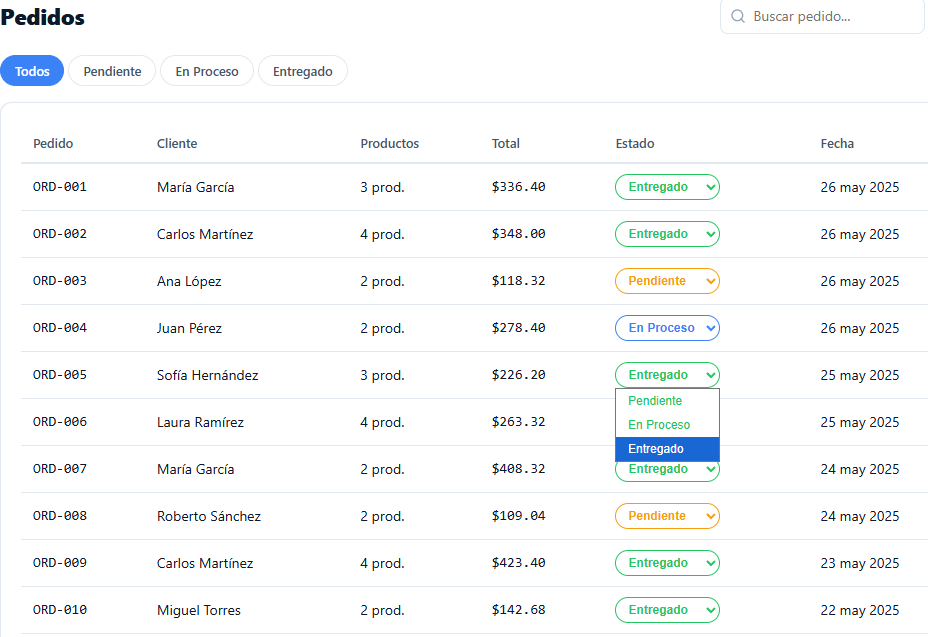 Pedidos
Buscar pedido...
Todos Pendiente En Proceso Entregado
Pedido Cliente Productos Total Estado Fecha
ORD-001 María García 3 prod. $336.40 Entregado 26 may 2025
ORD-002 Carlos Martínez 4 prod. $348.00 Entregado 26 may 2025
ORD-003 Ana López 2 prod. $118.32 Pendiente 26 may 2025
ORD-004 Juan Pérez 2 prod. $278.40 En Proceso 26 may 2025
ORD-005 Sofía Hernández 3 prod. $226.20 Entregado 25 may 2025
Pendiente
En Proceso
Entregado
ORD-006 Laura Ramírez 4 prod. $263.32 25 may 2025
ORD-007 María García 2 prod. $408.32 Entregado 24 may 2025
ORD-008 Roberto Sánchez 2 prod. $109.04 Pendiente 24 may 2025
ORD-009 Carlos Martínez 4 prod. $423.40 Entregado 23 may 2025
ORD-010 Miguel Torres 2 prod. $142.68 Entregado 22 may 2025